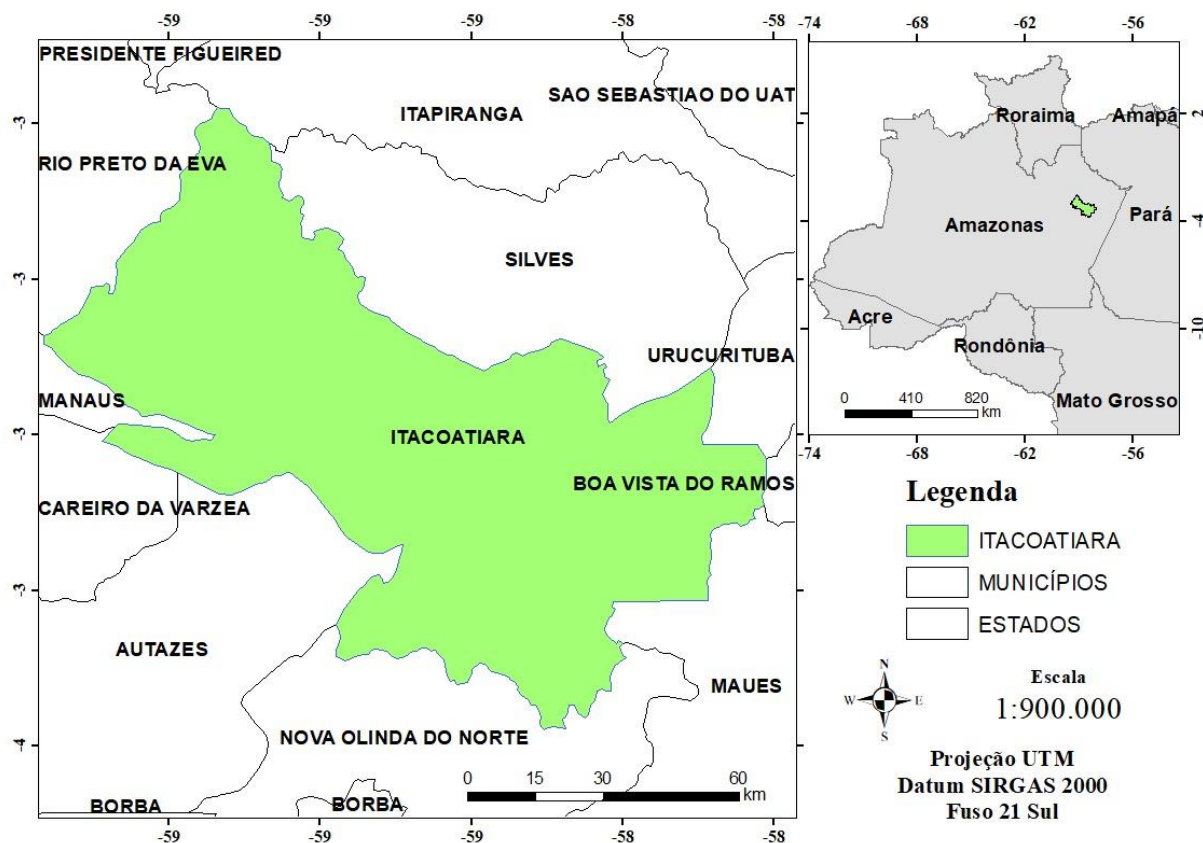 -59
-59
-58
-58
PRESIDENTE FIGUEIRED
SAO SEBASTIAO DO UAT
ITAPIRANGA
-3
RIO PRETO DA EVA
SILVES
-3
URUCURITUBA
MANAUS
-3
ITACOATIARA
BOA VISTA DO RAMOS
CAREIRO DA VARZEA
-3
AUTAZES
MAUES
NOVA OLINDA DO NORTE
-4
0 15 30 60
km
BORBA
BORBA
-59
-59
-58
-58
-74
-68
-62
-56
Roraima
Amapá
2
Amazonas
Pará
-4
Acre
Rondônia
-10
Mato Grosso
0 410 820
km
-74
-68
-62
-56
Legenda
ITACOATIARA
MUNICÍPIOS
ESTADOS
N
W
E
S
Escala
1:900.000
Projeção UTM
Datum SIRGAS 2000
Fuso 21 Sul